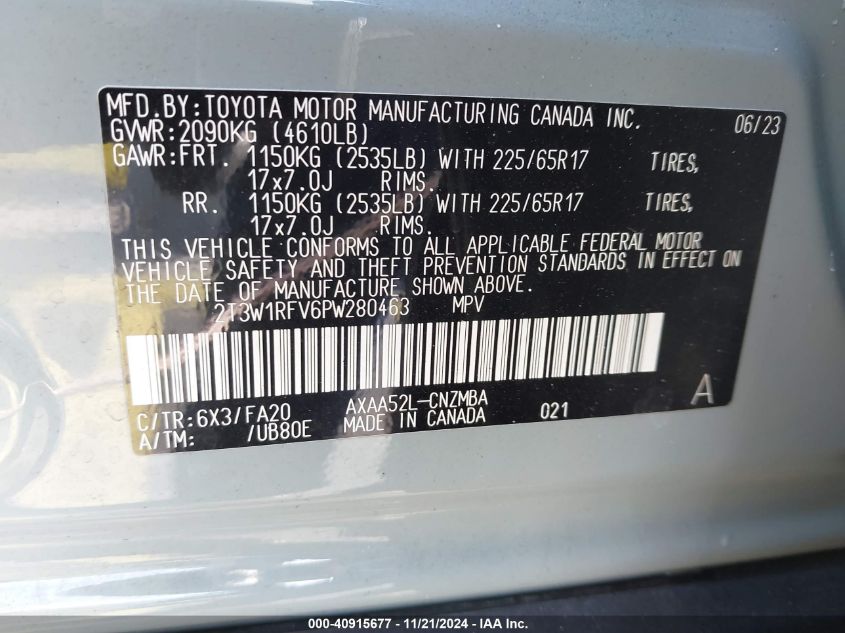 MFD.BY:TOYOTA MOTOR MANUFACTURING CANADA INC. 06/23
GVWR:2090KG (4610LB)
GAWR:FRT. 1150KG (2535LB) WITH 225/65R17 TIRES,
17x7.0J RIMS.
RR. 1150KG (2535LB) WITH 225/65R17 TIRES,
17x7.0J RIMS.
THIS VEHICLE CONFORMS TO ALL APPLICABLE FEDERAL MOTOR
VEHICLE SAFETY AND THEFT PREVENTION STANDARDS IN EFFECT ON
THE DATE OF MANUFACTURE SHOWN ABOVE.
2T3W1RFV6PW280463 MPV
C/TR:6X3/FA20 AXAA52L-CNZMBA A
A/TM: /UB80E MADE IN CANADA 021
000-40915677 - 11/21/2024 - IAA Inc.